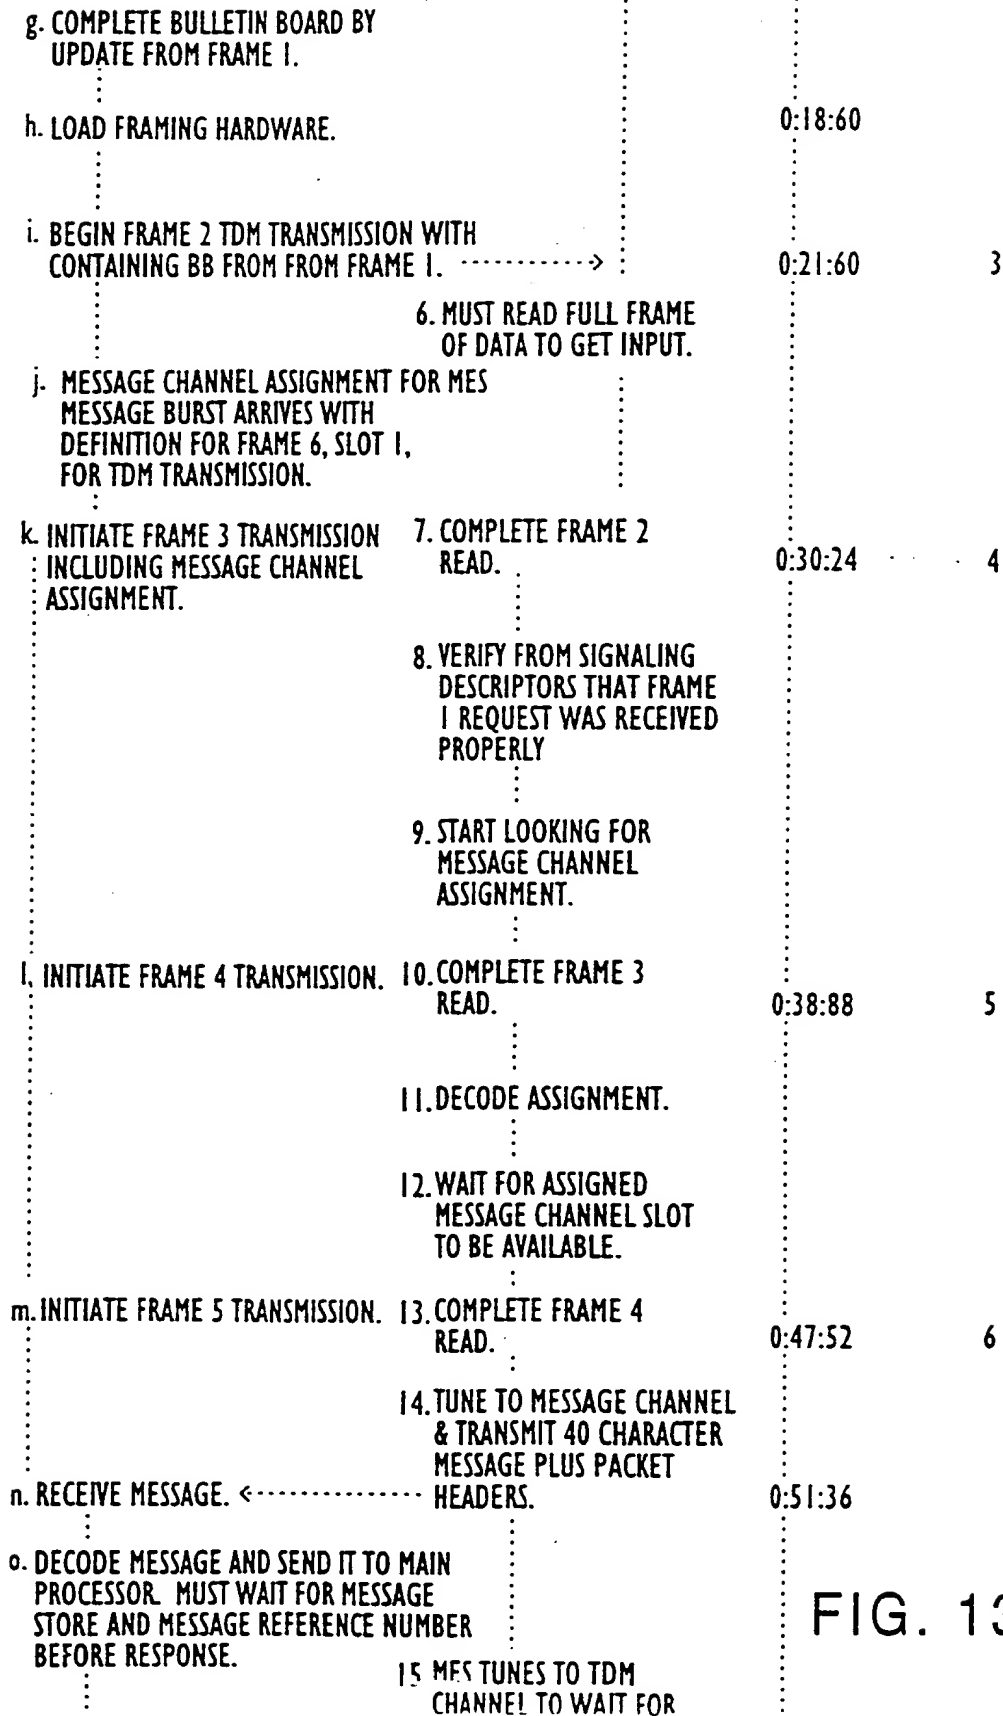 g. COMPLETE BULLETIN BOARD BY
UPDATE FROM FRAME 1.
h. LOAD FRAMING HARDWARE.
0:18:60
i. BEGIN FRAME 2 TDM TRANSMISSION WITH
CONTAINING BB FROM FROM FRAME 1.
0:21:60
3
6. MUST READ FULL FRAME
OF DATA TO GET INPUT.
j. MESSAGE CHANNEL ASSIGNMENT FOR MES
MESSAGE BURST ARRIVES WITH
DEFINITION FOR FRAME 6, SLOT 1,
FOR TDM TRANSMISSION.
k. INITIATE FRAME 3 TRANSMISSION
INCLUDING MESSAGE CHANNEL
ASSIGNMENT.
7. COMPLETE FRAME 2
READ.
0:30:24
4
8. VERIFY FROM SIGNALING
DESCRIPTORS THAT FRAME
1 REQUEST WAS RECEIVED
PROPERLY
9. START LOOKING FOR
MESSAGE CHANNEL
ASSIGNMENT.
l. INITIATE FRAME 4 TRANSMISSION.
10. COMPLETE FRAME 3
READ.
0:38:88
5
11. DECODE ASSIGNMENT.
12. WAIT FOR ASSIGNED
MESSAGE CHANNEL SLOT
TO BE AVAILABLE.
m. INITIATE FRAME 5 TRANSMISSION.
13. COMPLETE FRAME 4
READ.
0:47:52
6
14. TUNE TO MESSAGE CHANNEL
& TRANSMIT 40 CHARACTER
MESSAGE PLUS PACKET
HEADERS.
n. RECEIVE MESSAGE.
0:51:36
o. DECODE MESSAGE AND SEND IT TO MAIN
PROCESSOR. MUST WAIT FOR MESSAGE
STORE AND MESSAGE REFERENCE NUMBER
BEFORE RESPONSE.
FIG. 13
15 MES TUNES TO TDM
CHANNEL TO WAIT FOR